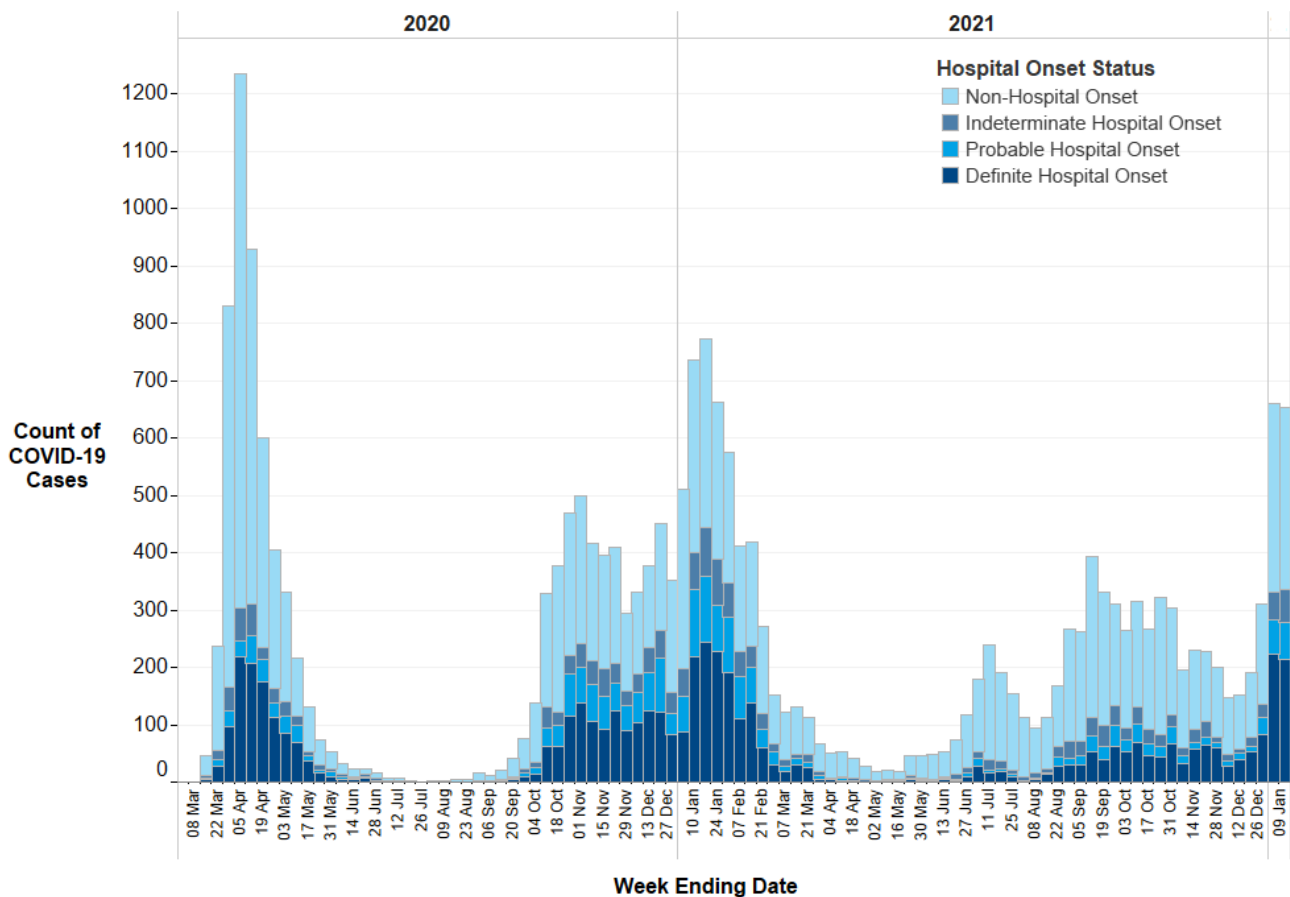 2020
2021
Hospital Onset Status
Non-Hospital Onset
Indeterminate Hospital Onset
Probable Hospital Onset
Definite Hospital Onset
1200
1100
1000
900
800
700
600
500
400
300
200
100
0
Count of
COVID-19
Cases
08 Mar
22 Mar
05 Apr
19 Apr
03 May
17 May
31 May
14 Jun
28 Jun
12 Jul
26 Jul
09 Aug
23 Aug
06 Sep
20 Sep
04 Oct
18 Oct
01 Nov
15 Nov
29 Nov
13 Dec
27 Dec
10 Jan
24 Jan
07 Feb
21 Feb
07 Mar
21 Mar
04 Apr
18 Apr
02 May
16 May
30 May
13 Jun
27 Jun
11 Jul
25 Jul
08 Aug
22 Aug
05 Sep
19 Sep
03 Oct
17 Oct
31 Oct
14 Nov
28 Nov
12 Dec
26 Dec
09 Jan
Week Ending Date